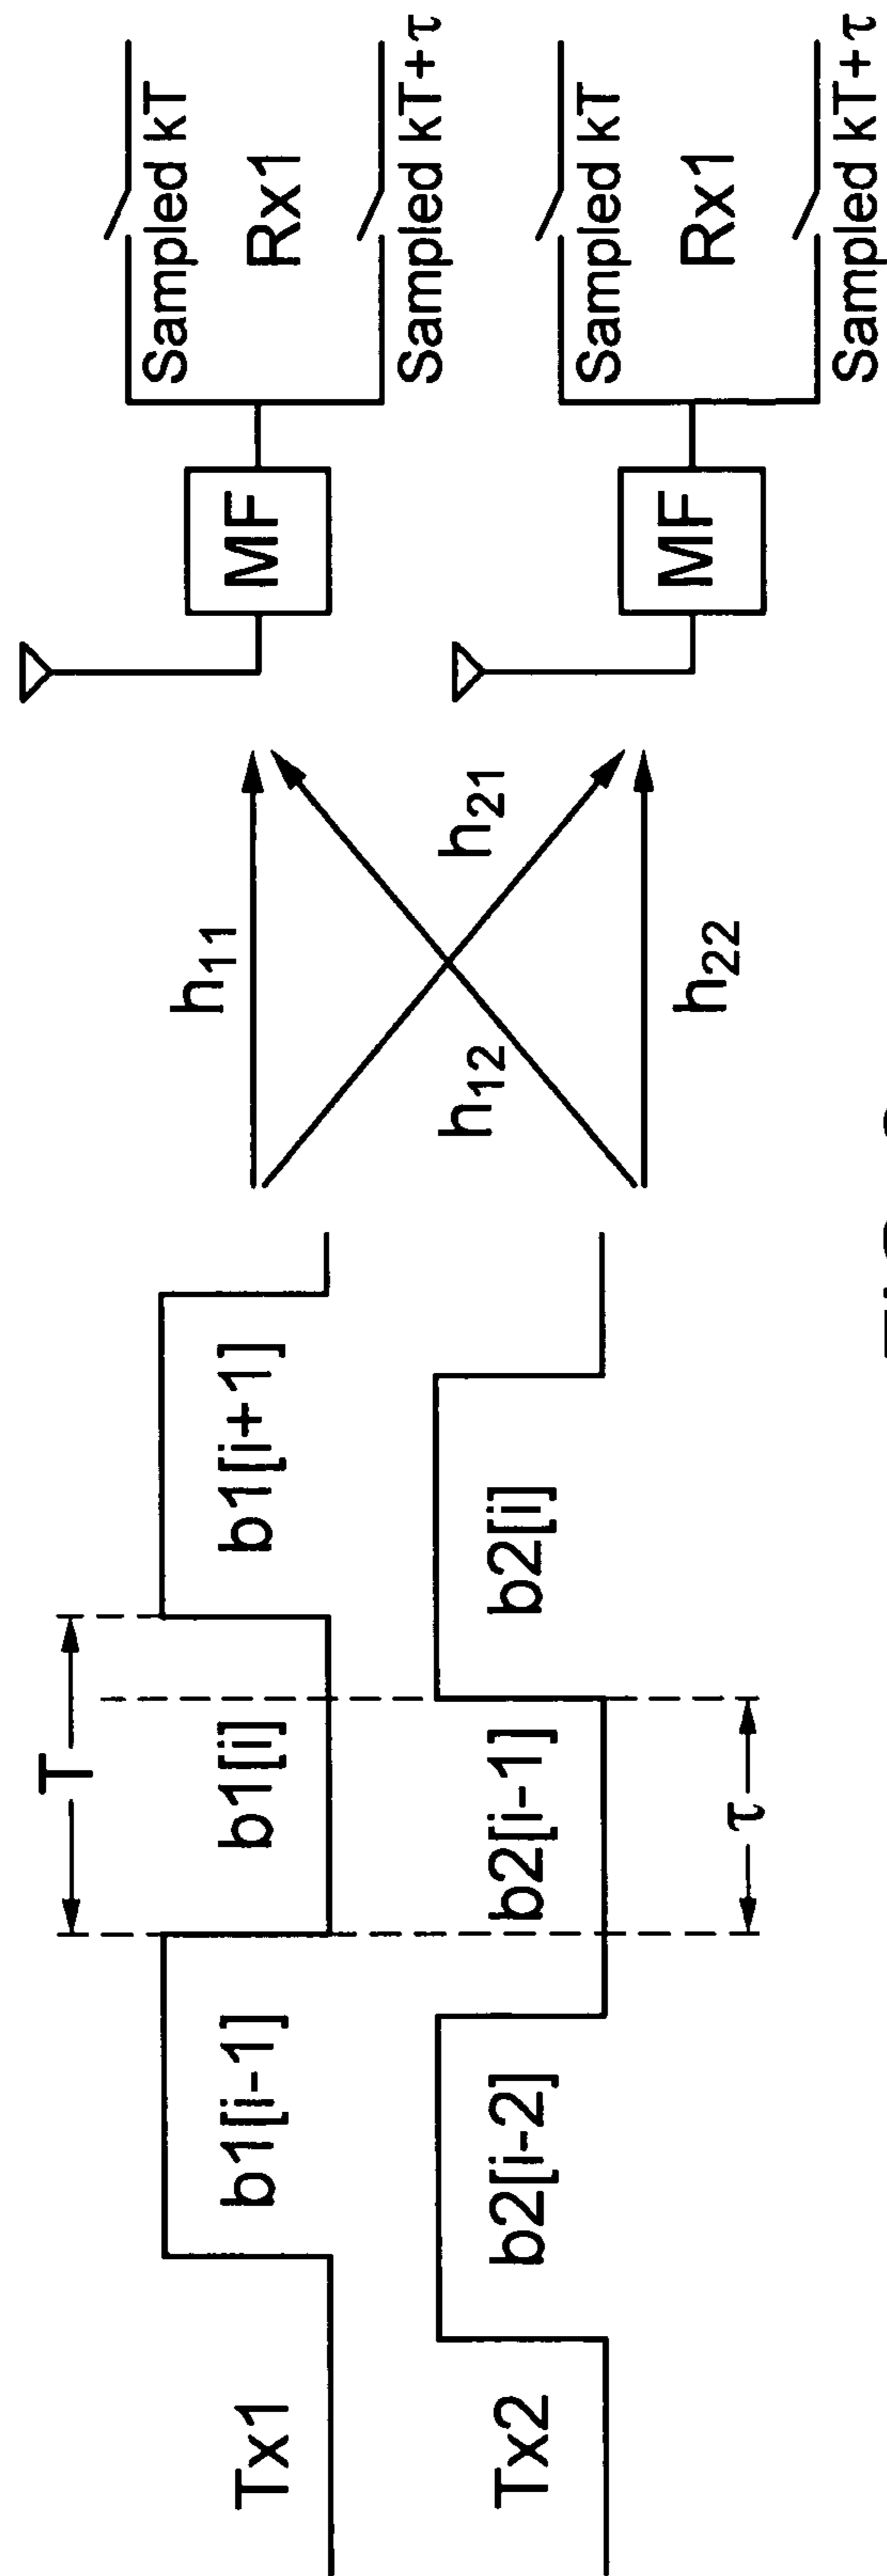 T
Tx1
b1[i-1]
b1[i]
b1[i+1]
Tx2
b2[i-2]
b2[i-1]
b2[i]
τ
h11
h12
h21
h22
MF
Sampled kT
Rx1
Sampled kT+τ
MF
Sampled kT
Rx1
Sampled kT+τ